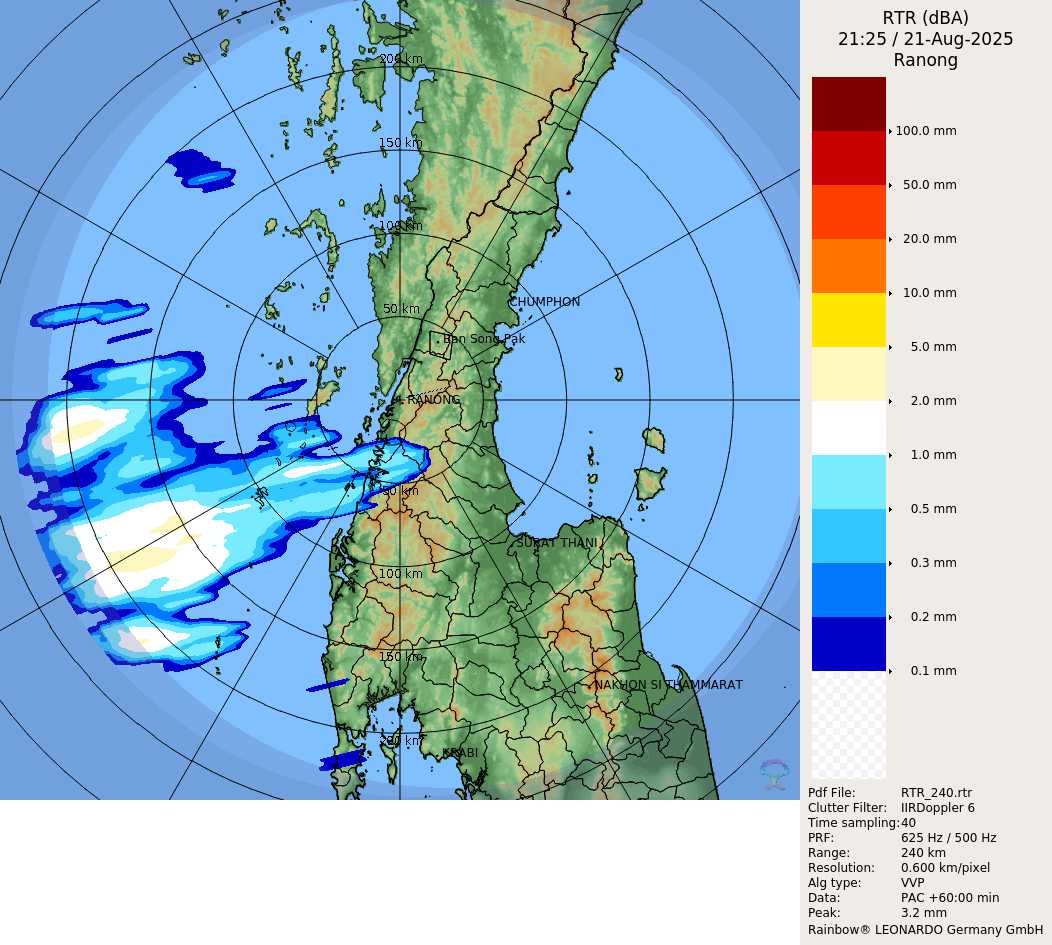 RTR (dBA)
21:25 / 21-Aug-2025
Ranong
200 km
150 km
100 km
50 km
CHUMPHON
Ban Song Pak
RANONG
50 km
SURAT THANI
100 km
150 km
NAKHON SI THAMMARAT
200 km
KRABI
100.0 mm
50.0 mm
20.0 mm
10.0 mm
5.0 mm
2.0 mm
1.0 mm
0.5 mm
0.3 mm
0.2 mm
0.1 mm
Pdf File: RTR_240.rtr
Clutter Filter: IIRDoppler 6
Time sampling: 40
PRF: 625 Hz / 500 Hz
Range: 240 km
Resolution: 0.600 km/pixel
Alg type: VVP
Data: PAC +60:00 min
Peak: 3.2 mm
Rainbow® LEONARDO Germany GmbH